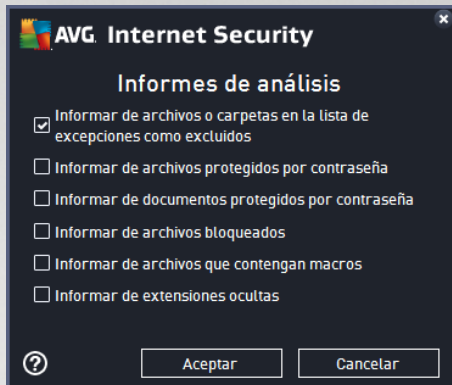 AVG. Internet Security
Informes de análisis
Informar de archivos o carpetas en la lista de
excepciones como excluidos
Informar de archivos protegidos por contraseña
Informar de documentos protegidos por contraseña
Informar de archivos bloqueados
Informar de archivos que contengan macros
Informar de extensiones ocultas
?
Aceptar
Cancelar